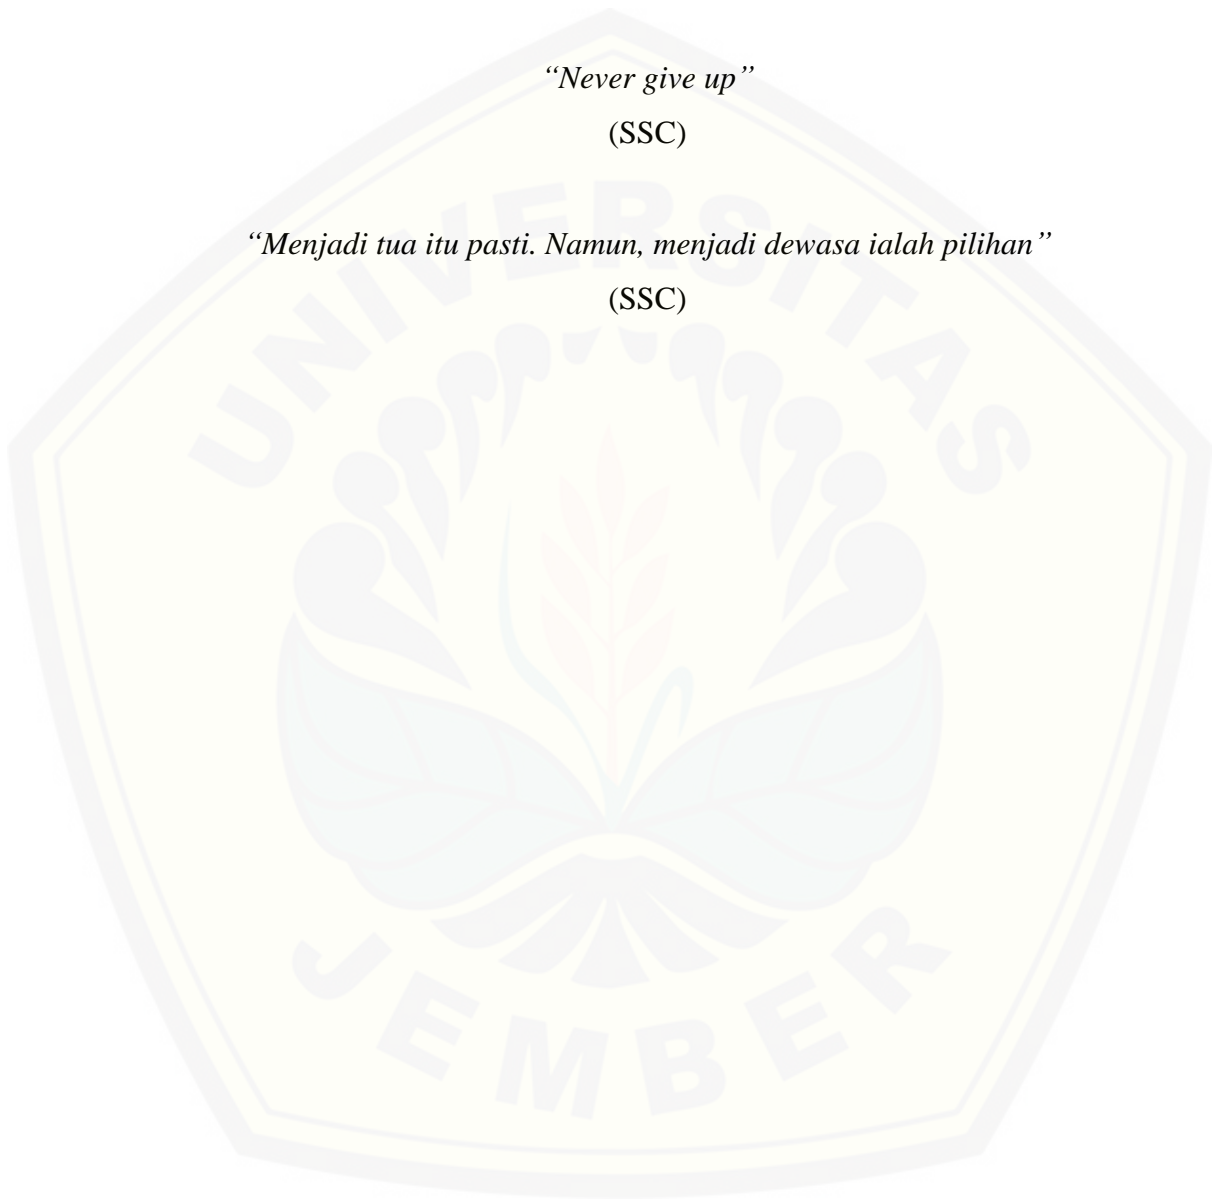 “Never give up”
(SSC)
“Menjadi tua itu pasti. Namun, menjadi dewasa ialah pilihan”
(SSC)
UNIVERSITAS
JEMBER